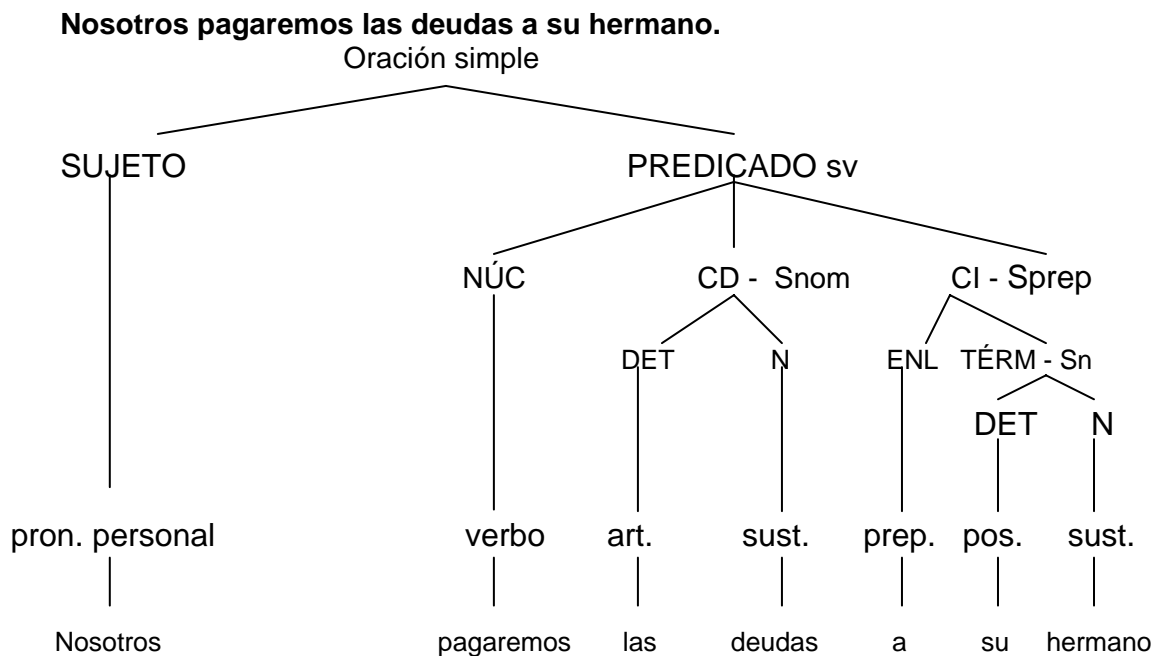 Nosotros pagaremos las deudas a su hermano.
Oración simple
SUJETO PREDICADO sv
NÚC CD - Snom CI - Sprep
DET N ENL TÉRM - Sn
DET N
pron. personal verbo art. sust. prep. pos. sust.
Nosotros pagaremos las deudas a su hermano